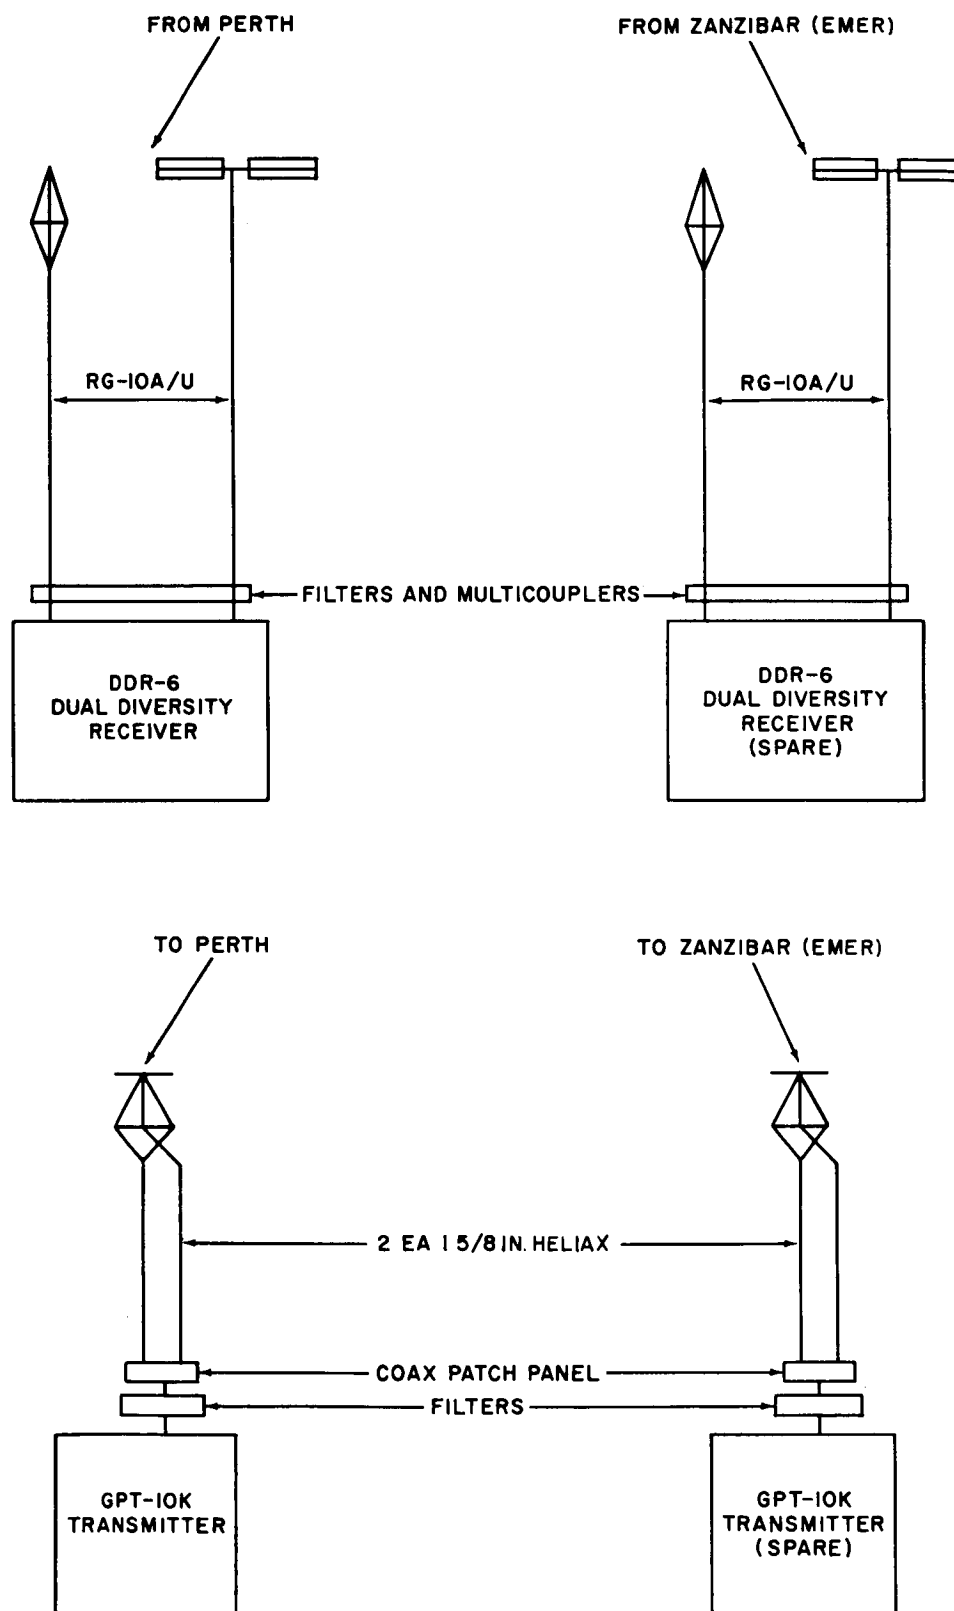 FROM PERTH
FROM ZANZIBAR (EMER)
RG-10A/U
RG-10A/U
FILTERS AND MULTICOUPLERS
DDR-6
DUAL DIVERSITY
RECEIVER
DDR-6
DUAL DIVERSITY
RECEIVER
(SPARE)
TO PERTH
TO ZANZIBAR (EMER)
2 EA 1 5/8 IN. HELIAX
COAX PATCH PANEL
FILTERS
GPT-10K
TRANSMITTER
GPT-10K
TRANSMITTER
(SPARE)